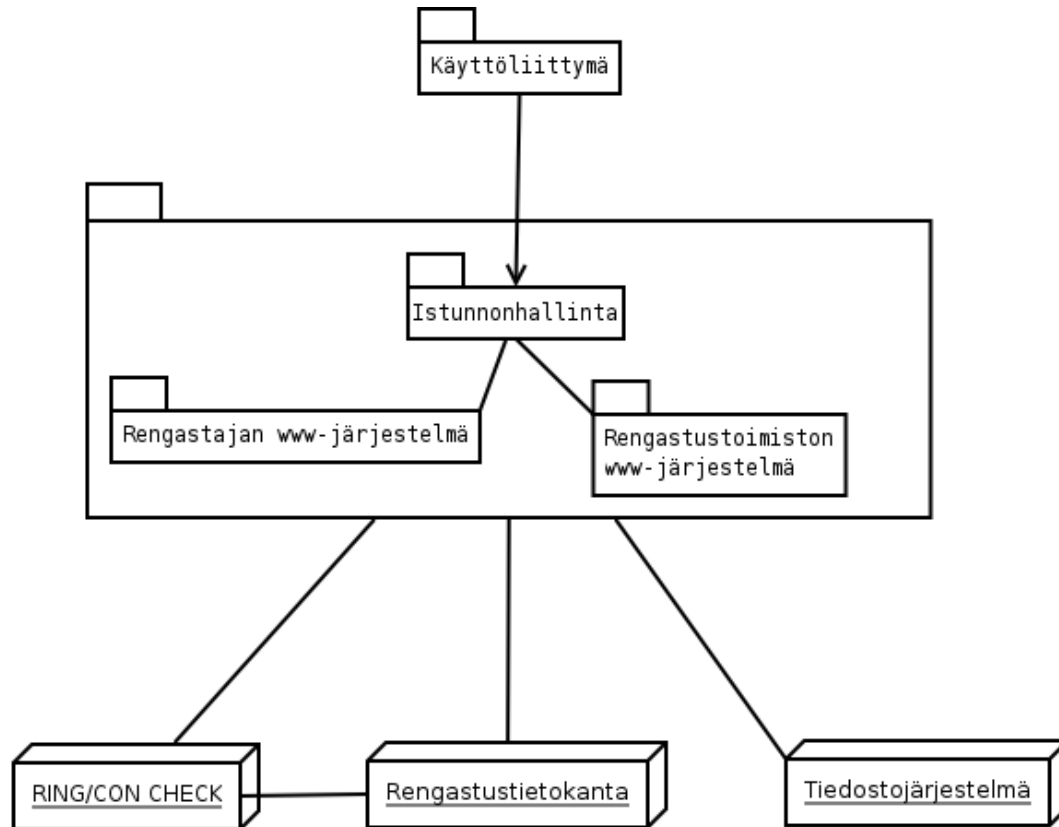 Käyttöliittymä
Istunnonhallinta
Rengastajan www-järjestelmä
Rengastustoimiston
www-järjestelmä
RING/CON CHECK
Rengastustietokanta
Tiedostojärjestelmä